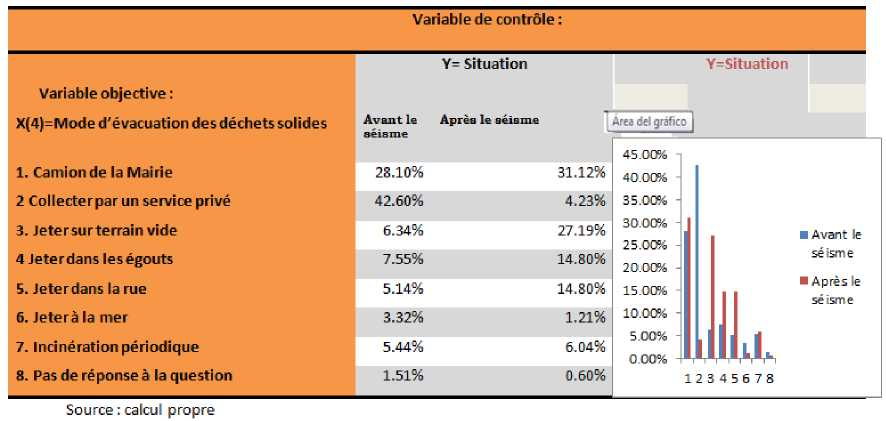 Variable de contrôle :
Y= Situation
Y=Situation
Variable objective :
X(4)=Mode d'évacuation des déchets solides
Avant le séisme
Après le séisme
Área del gráfico
1. Camion de la Mairie 28.10% 31.12%
2 Collecter par un service privé 42.60% 4.23%
3. Jeter sur terrain vide 6.34% 27.19%
4 Jeter dans les égouts 7.55% 14.80%
5. Jeter dans la rue 5.14% 14.80%
6. Jeter à la mer 3.32% 1.21%
7. Incinération périodique 5.44% 6.04%
8. Pas de réponse à la question 1.51% 0.60%
45.00%
40.00%
35.00%
30.00%
25.00%
20.00%
15.00%
10.00%
5.00%
0.00%
1 2 3 4 5 6 7 8
Avant le
séisme
Après le
séisme
Source : calcul propre